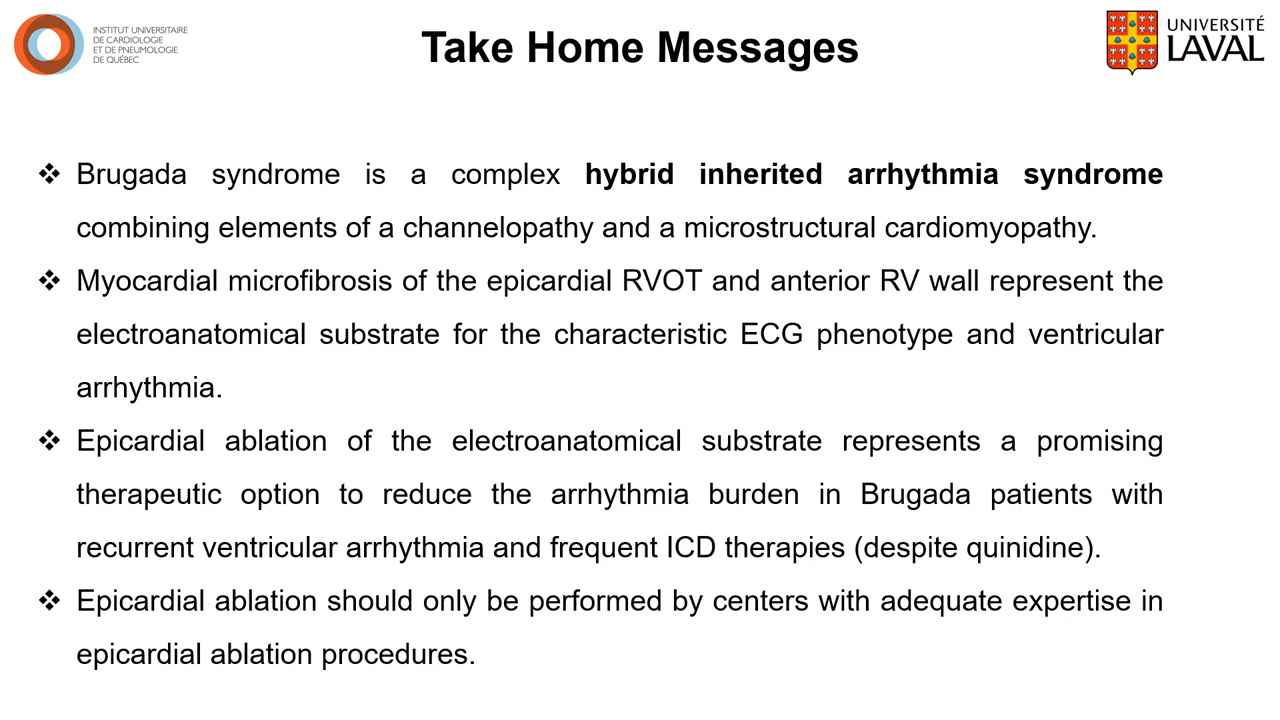 INSTITUT UNIVERSITAIRE
DE CARDIOLOGIE
ET DE PNEUMOLOGIE
DE QUÉBEC
Take Home Messages
UNIVERSITÉ
LAVAL
❖ Brugada syndrome is a complex hybrid inherited arrhythmia syndrome
combining elements of a channelopathy and a microstructural cardiomyopathy.
❖ Myocardial microfibrosis of the epicardial RVOT and anterior RV wall represent the
electroanatomical substrate for the characteristic ECG phenotype and ventricular
arrhythmia.
❖ Epicardial ablation of the electroanatomical substrate represents a promising
therapeutic option to reduce the arrhythmia burden in Brugada patients with
recurrent ventricular arrhythmia and frequent ICD therapies (despite quinidine).
❖ Epicardial ablation should only be performed by centers with adequate expertise in
epicardial ablation procedures.